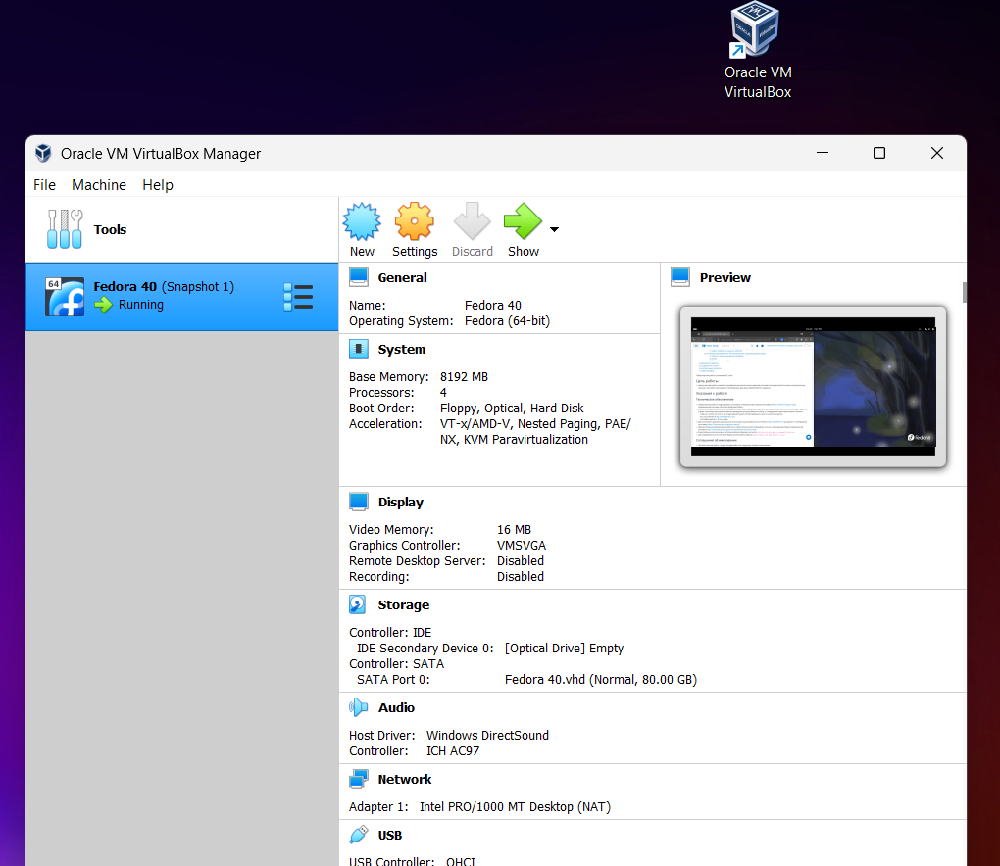 Oracle VM
VirtualBox
Oracle VM VirtualBox Manager
File Machine Help
Tools
New Settings Discard Show
64
Fedora 40 (Snapshot 1)
Running
General
Name: Fedora 40
Operating System: Fedora (64-bit)
Preview
Цель работы
Указания к работе
fedora
System
Base Memory: 8192 MB
Processors: 4
Boot Order: Floppy, Optical, Hard Disk
Acceleration: VT-x/AMD-V, Nested Paging, PAE/
NX, KVM Paravirtualization
Display
Video Memory: 16 MB
Graphics Controller: VMSVGA
Remote Desktop Server: Disabled
Recording: Disabled
Storage
Controller: IDE
IDE Secondary Device 0: [Optical Drive] Empty
Controller: SATA
SATA Port 0: Fedora 40.vhd (Normal, 80.00 GB)
Audio
Host Driver: Windows DirectSound
Controller: ICH AC97
Network
Adapter 1: Intel PRO/1000 MT Desktop (NAT)
USB
USB Controller: OHCI